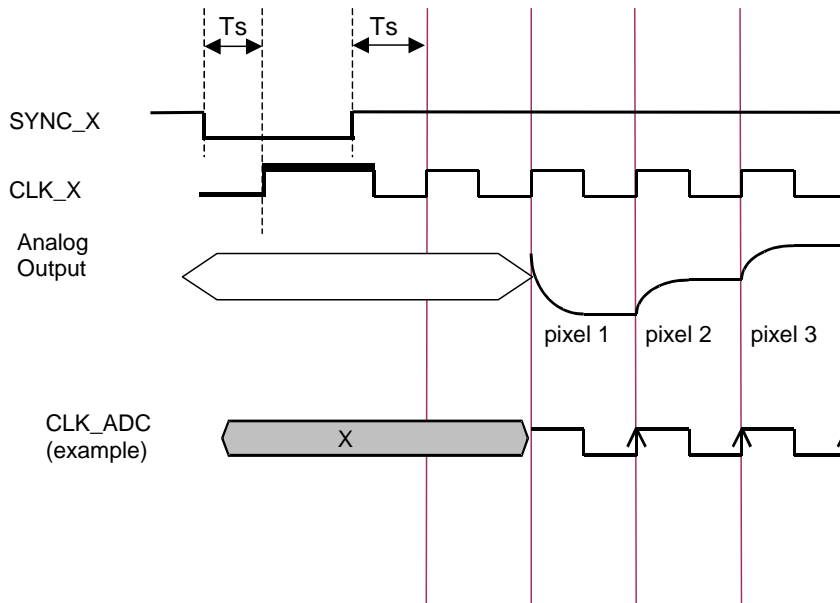 Ts
Ts
SYNC_X
CLK_X
Analog
Output
pixel 1
pixel 2
pixel 3
CLK_ADC
(example)
X